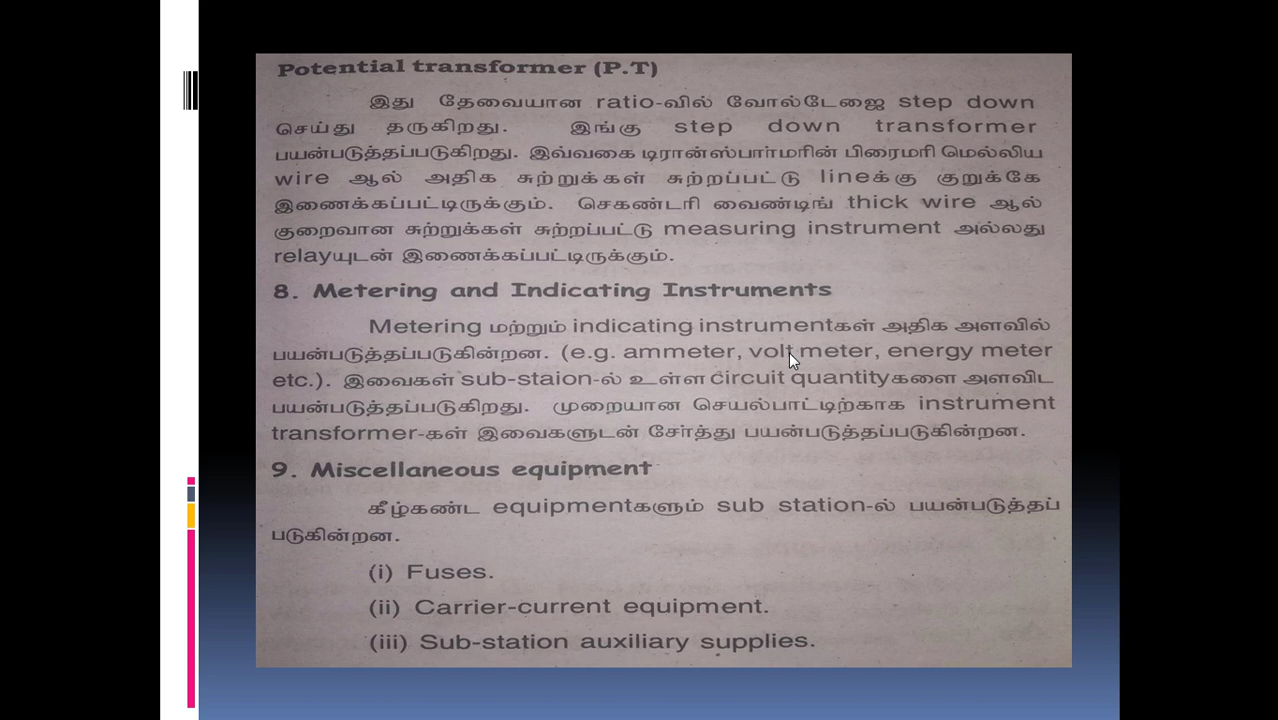 Potential transformer (P.T)
இது தேவையான ratio-வில் வோல்டேஜை step down
செய்து தருகிறது. இங்கு step down transformer
பயன்படுத்தப்படுகிறது. இவ்வகை டிரான்ஸ்பார்மரின் பிரைமரி மெல்லிய
wire ஆல் அதிக சுற்றுக்கள் சுற்றப்பட்டு lineக்கு குறுக்கே
இணைக்கப்பட்டிருக்கும். செகண்டரி வைண்டிங் thick wire ஆல்
குறைவான சுற்றுக்கள் சுற்றப்பட்டு measuring instrument அல்லது
relayயுடன் இணைக்கப்பட்டிருக்கும்.
8. Metering and Indicating Instruments
Metering மற்றும் indicating instrumentகள் அதிக அளவில்
பயன்படுத்தப்படுகின்றன. (e.g. ammeter, volt meter, energy meter
etc.). இவைகள் sub-staion-ல் உள்ள circuit quantityகளை அளவிட
பயன்படுத்தப்படுகிறது. முறையான செயல்பாட்டிற்காக instrument
transformer-கள் இவைகளுடன் சேர்த்து பயன்படுத்தப்படுகின்றன.
9. Miscellaneous equipment
கீழ்கண்ட equipmentகளும் sub station-ல் பயன்படுத்தப்
படுகின்றன.
(i) Fuses.
(ii) Carrier-current equipment.
(iii) Sub-station auxiliary supplies.